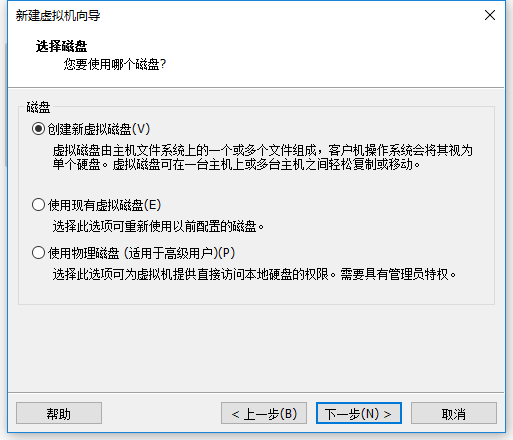 新建虚拟机向导
选择磁盘
您要使用哪个磁盘?
磁盘
创建新虚拟磁盘(V)
虚拟磁盘由主机文件系统上的一个或多个文件组成，客户机操作系统会将其视为
单个硬盘。虚拟磁盘可在一台主机上或多台主机之间轻松复制或移动。
使用现有虚拟磁盘(E)
选择此选项可重新使用以前配置的磁盘。
使用物理磁盘 (适用于高级用户)(P)
选择此选项可为虚拟机提供直接访问本地硬盘的权限。需要具有管理员特权。
帮助
< 上一步(B)
下一步(N) >
取消